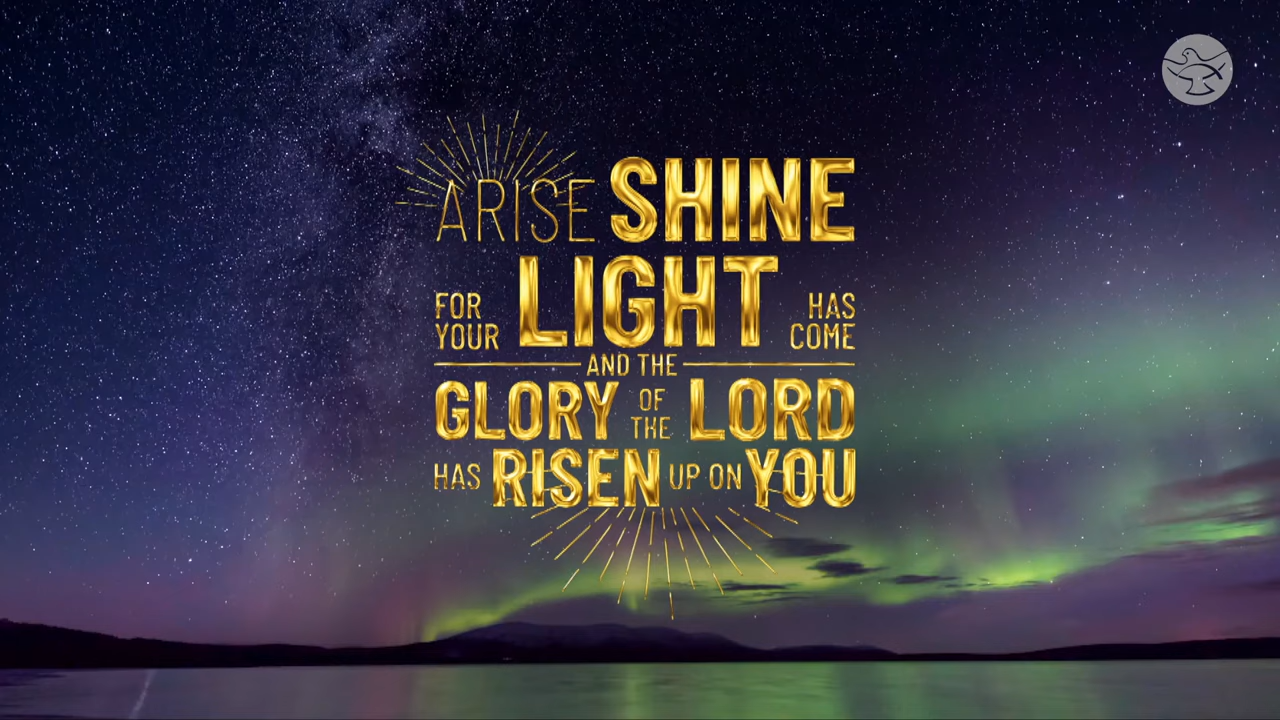 ARISE SHINE
FOR YOUR LIGHT HAS COME
AND THE
GLORY OF THE LORD
HAS RISEN UP ON YOU